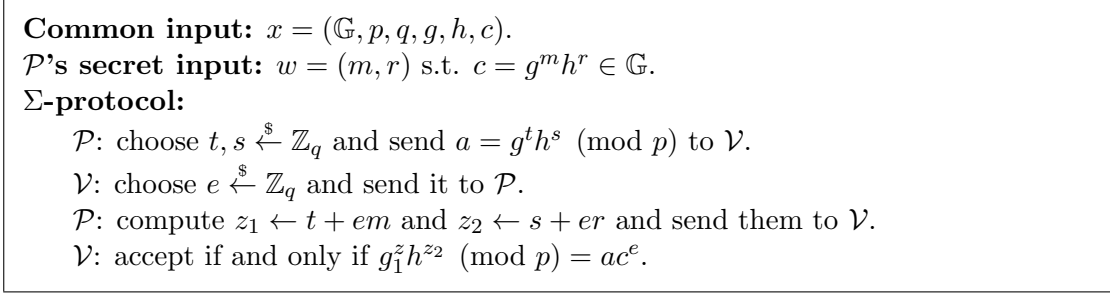 Common input: x = (𝔾, p, q, g, h, c).
𝒫's secret input: w = (m, r) s.t. c = g^m h^r ∈ 𝔾.
Σ-protocol:
𝒫: choose t, s ←$ ℤ_q and send a = g^t h^s (mod p) to 𝒱.
𝒱: choose e ←$ ℤ_q and send it to 𝒫.
𝒫: compute z_1 ← t + em and z_2 ← s + er and send them to 𝒱.
𝒱: accept if and only if g_1^z h^{z_2} (mod p) = ac^e.